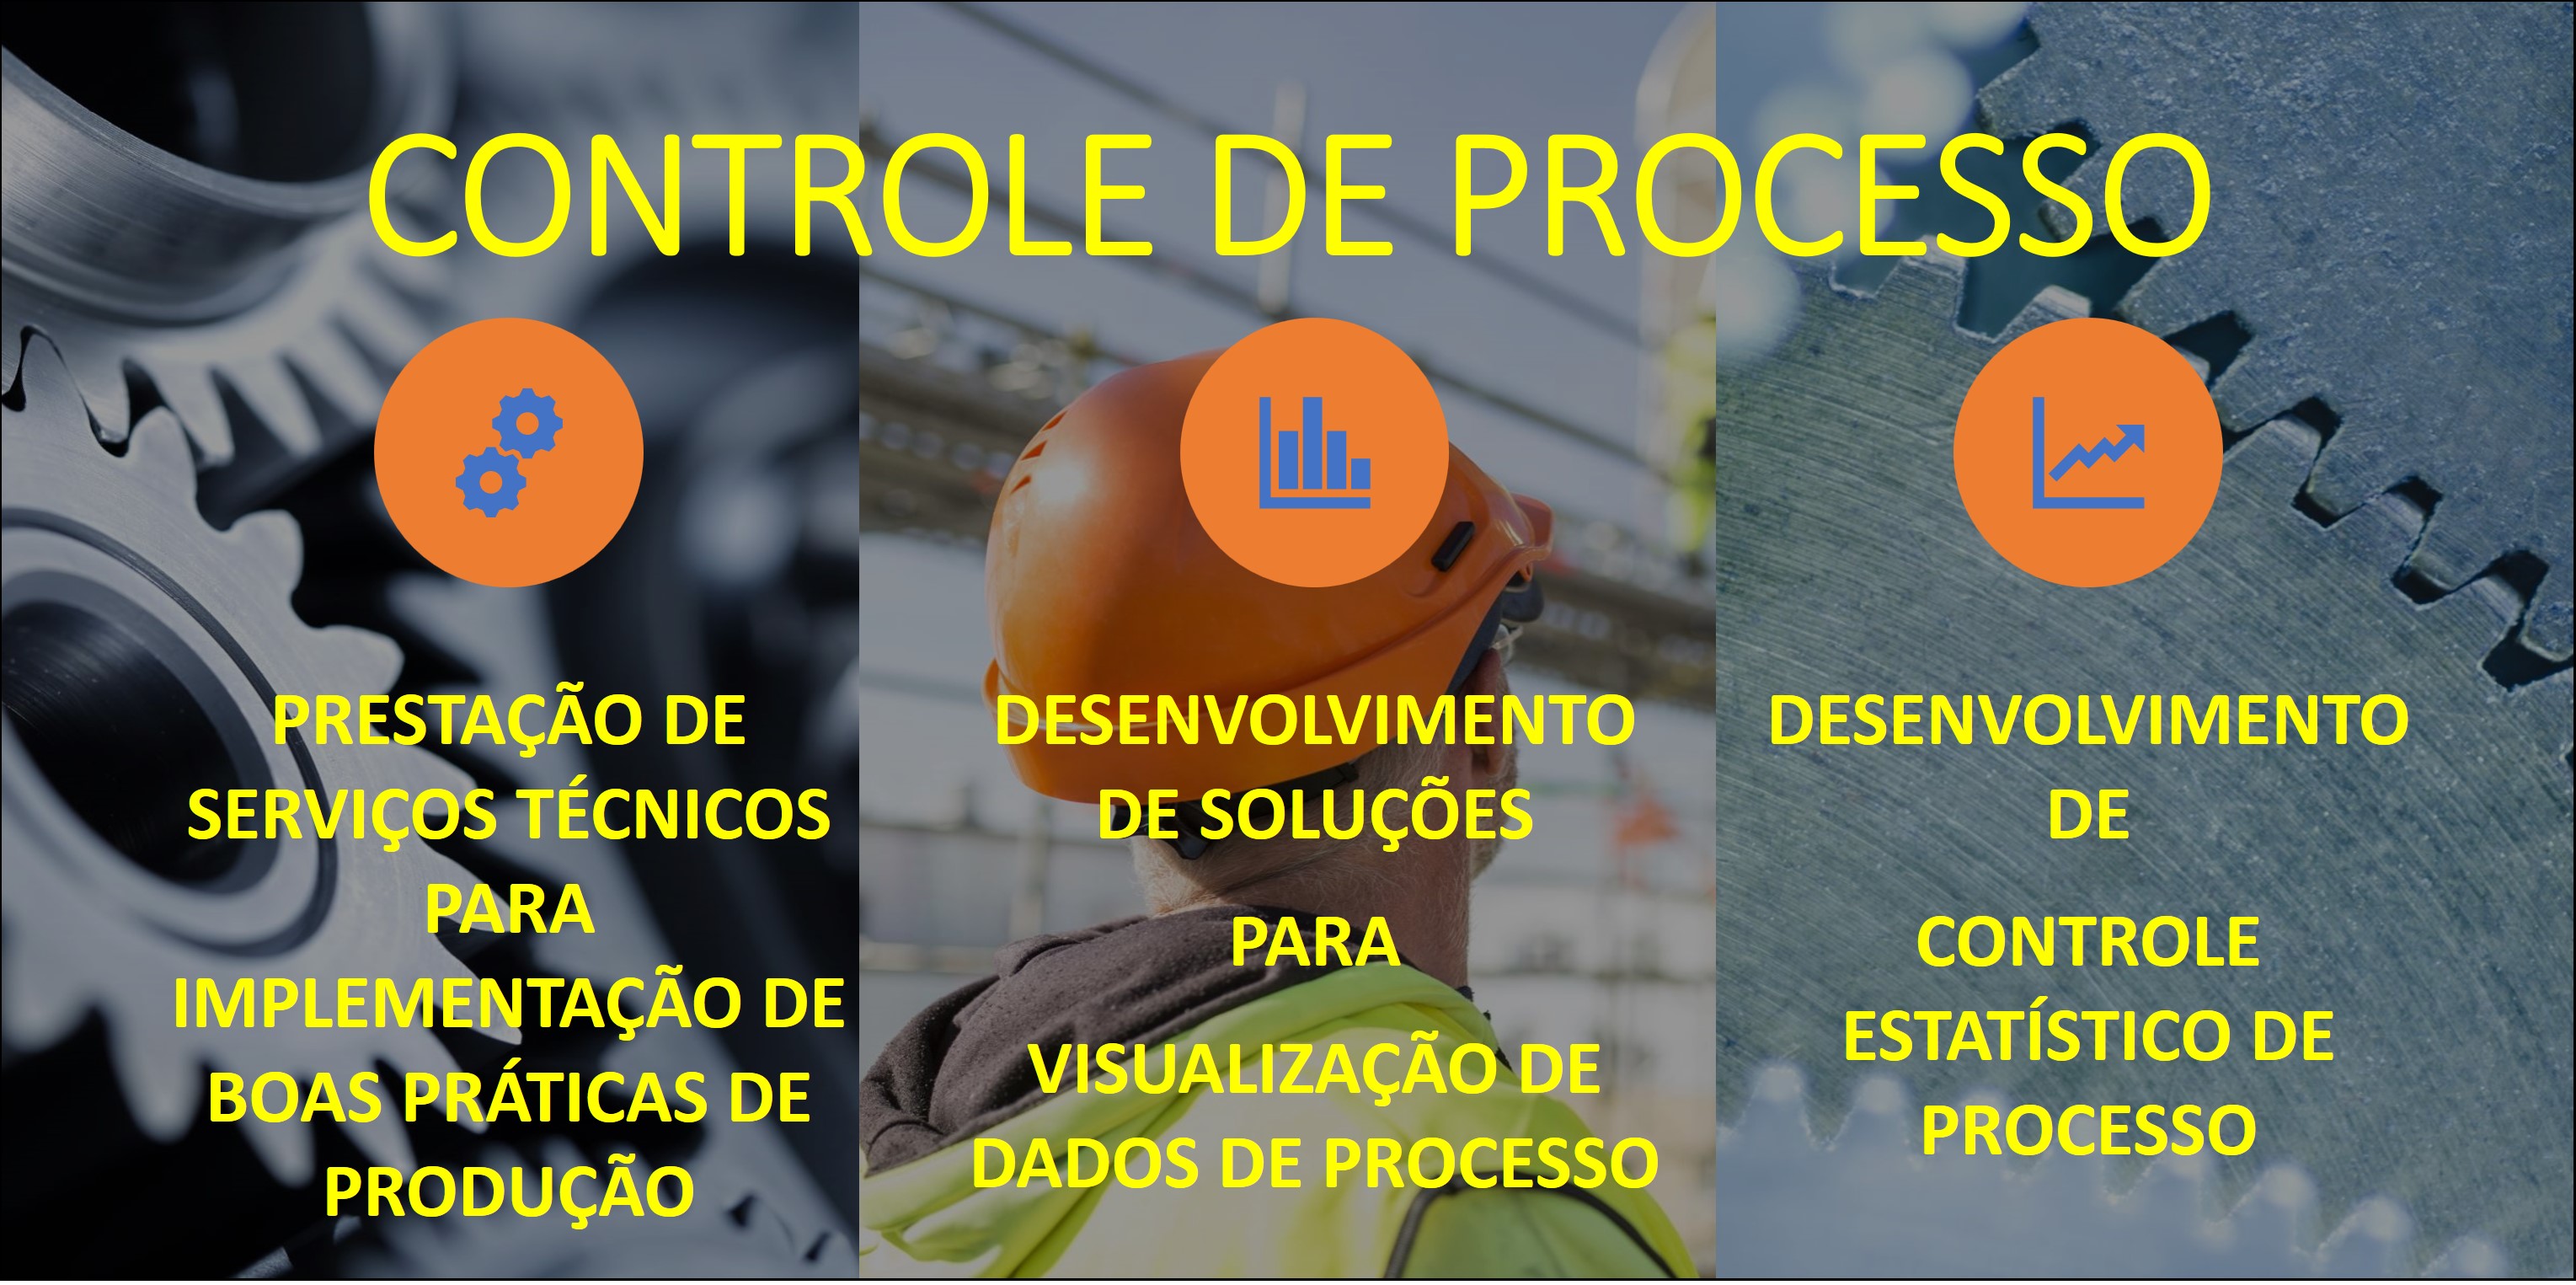 CONTROLE DE PROCESSO
PRESTAÇÃO DE
SERVIÇOS TÉCNICOS
PARA
IMPLEMENTAÇÃO DE
BOAS PRÁTICAS DE
PRODUÇÃO
DESENVOLVIMENTO
DE SOLUÇÕES
PARA
VISUALIZAÇÃO DE
DADOS DE PROCESSO
DESENVOLVIMENTO
DE
CONTROLE
ESTATÍSTICO DE
PROCESSO